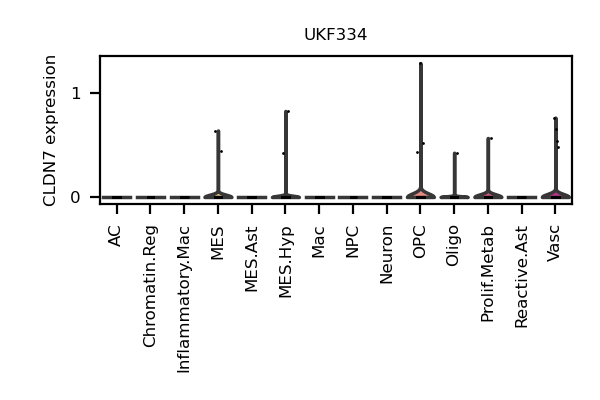 UKF334
CLDN7 expression
1
0
AC
Chromatin.Reg
Inflammatory.Mac
MES
MES.Ast
MES.Hyp
Mac
NPC
Neuron
OPC
Oligo
Prolif.Metab
Reactive.Ast
Vasc